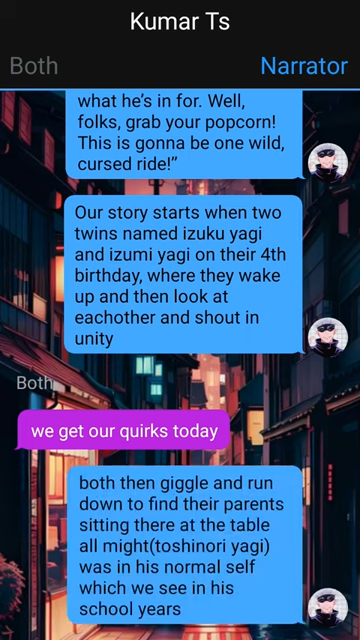 Kumar Ts
Both
Narrator
what he's in for. Well,
folks, grab your popcorn!
This is gonna be one wild,
cursed ride!”
Our story starts when two
twins named izuku yagi
and izumi yagi on their 4th
birthday, where they wake
up and then look at
eachother and shout in
unity
Both
we get our quirks today
both then giggle and run
down to find their parents
sitting there at the table
all might(toshinori yagi)
was in his normal self
which we see in his
school years